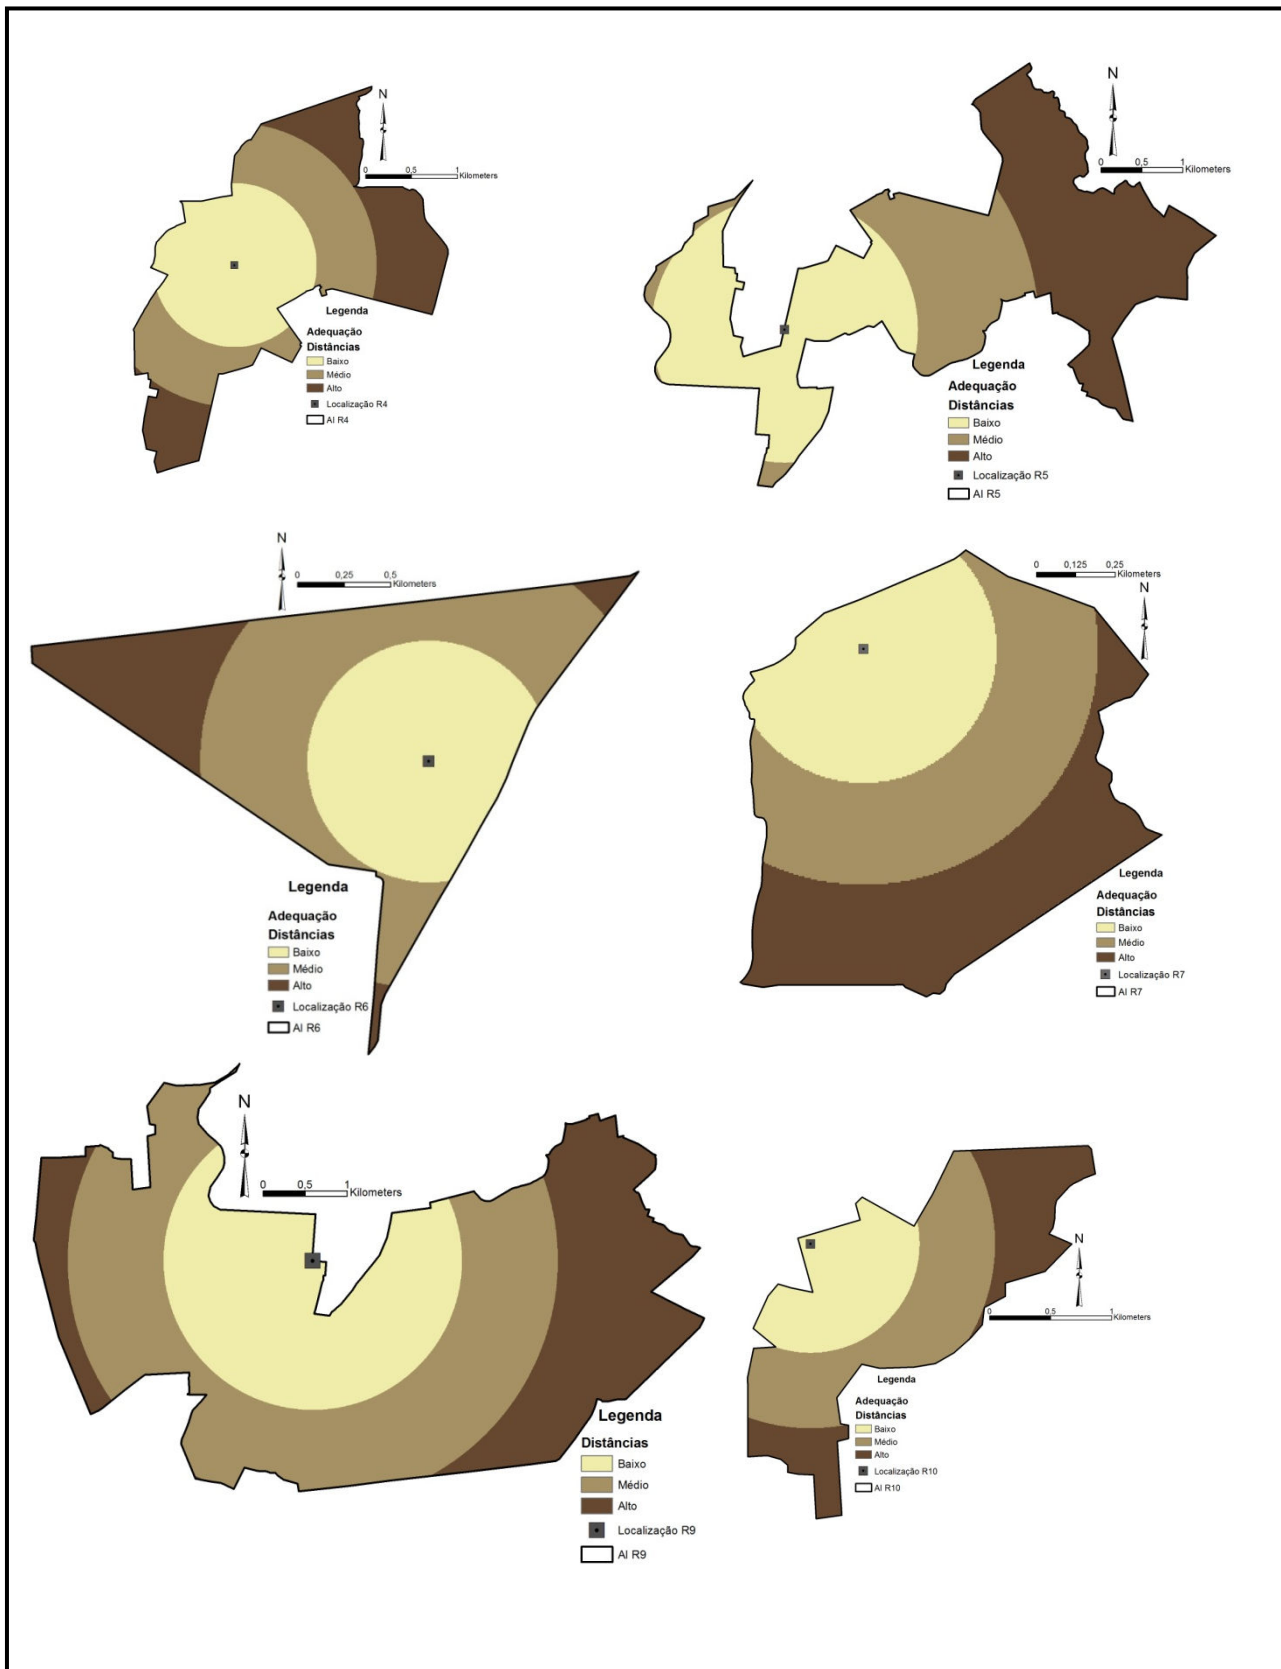 N
0 0,5 1
Kilometers
Legenda
Adequação
Distâncias
Baixo
Médio
Alto
Localização R4
AI R4
N
0 0,5 1
Kilometers
Legenda
Adequação
Distâncias
Baixo
Médio
Alto
Localização R5
AI R5
N
0 0,25 0,5
Kilometers
Legenda
Adequação
Distâncias
Baixo
Médio
Alto
Localização R6
AI R6
0 0,125 0,25
Kilometers
N
Legenda
Adequação
Distâncias
Baixo
Médio
Alto
Localização R7
AI R7
N
0 0,5 1
Kilometers
Legenda
Distâncias
Baixo
Médio
Alto
Localização R9
AI R9
N
0 0,5 1
Kilometers
Legenda
Adequação
Distâncias
Baixo
Médio
Alto
Localização R10
AI R10